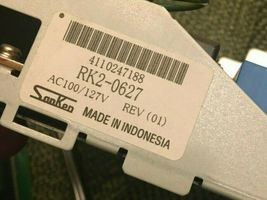 4110247188
RK2-0627
AC100/127V REV (01)
SanKen MADE IN INDONESIA